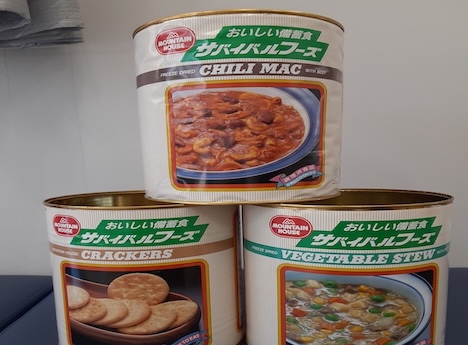 MOUNTAIN
HOUSE
おいしい備蓄食
サバイバルフーズ
FREEZE DRIED CHILI MAC WITH BEEF
MOUNTAIN
HOUSE
おいしい備蓄食
サバイバルフーズ
CRACKERS
MOUNTAIN
HOUSE
おいしい備蓄食
サバイバルフーズ
FREEZE DRIED VEGETABLE STEW